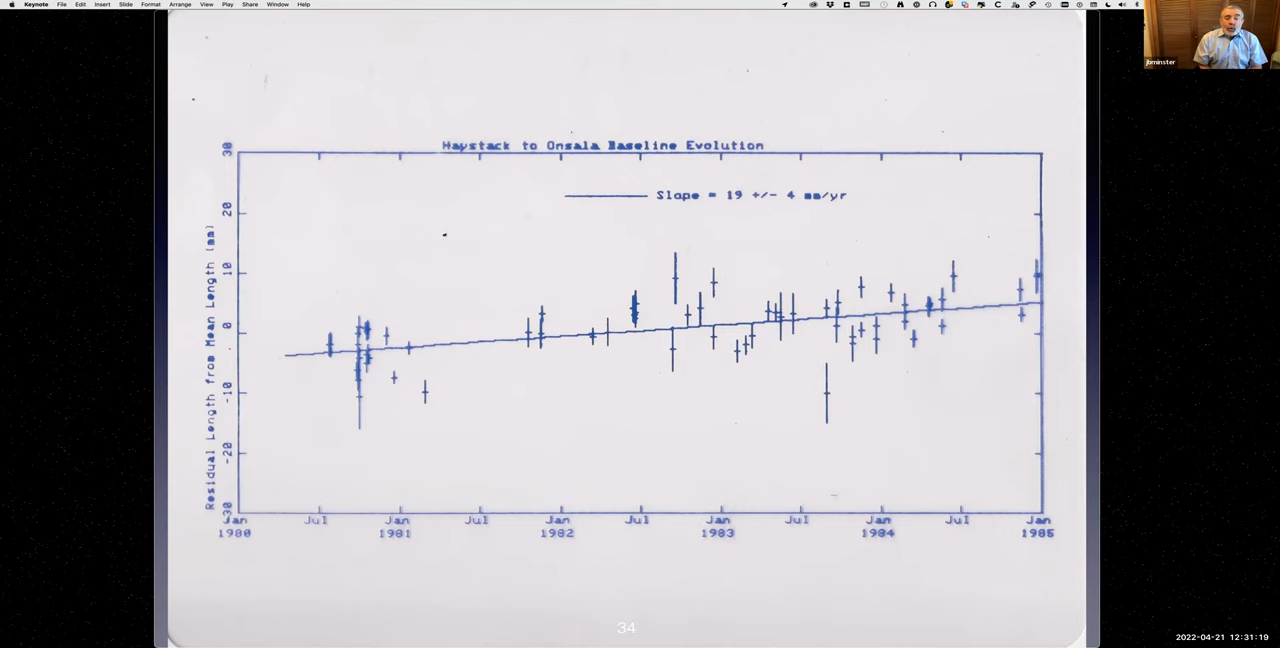 Keynote File Edit Insert Slide Format Arrange View Play Share Window Help
jbminster
Haystack to Onsala Baseline Evolution
Slope = 19 +/- 4 mm/yr
Residual Length from Mean Length (mm)
30
20
10
0
-10
-20
-30
Jan Jul Jan Jul Jan Jul Jan Jul Jan Jul Jan
1980 1981 1982 1983 1984 1985
34
2022-04-21 12:31:19